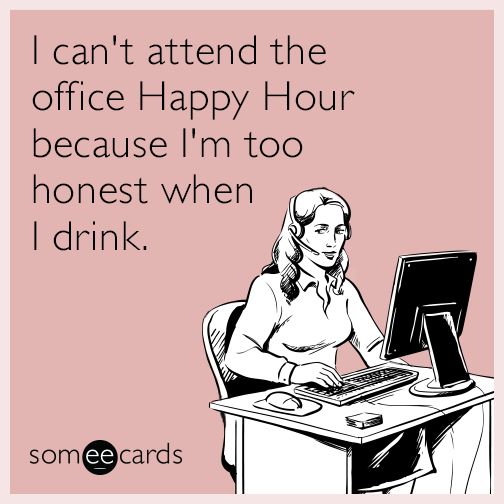 I can't attend the
office Happy Hour
because I'm too
honest when
I drink.
someecards